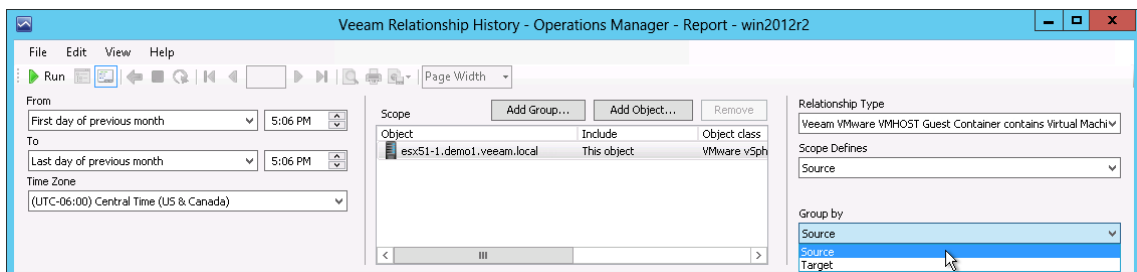 Veeam Relationship History - Operations Manager - Report - win2012r2
File Edit View Help
Run Page Width
From
First day of previous month 5:06 PM
To
Last day of previous month 5:06 PM
Time Zone
(UTC-06:00) Central Time (US & Canada)
Scope Add Group... Add Object... Remove
Object Include Object class
esx51-1.demo1.veeam.local This object VMware vSph
Relationship Type
Veeam VMware VMHOST Guest Container contains Virtual Machi
Scope Defines
Source
Group by
Source
Source
Target